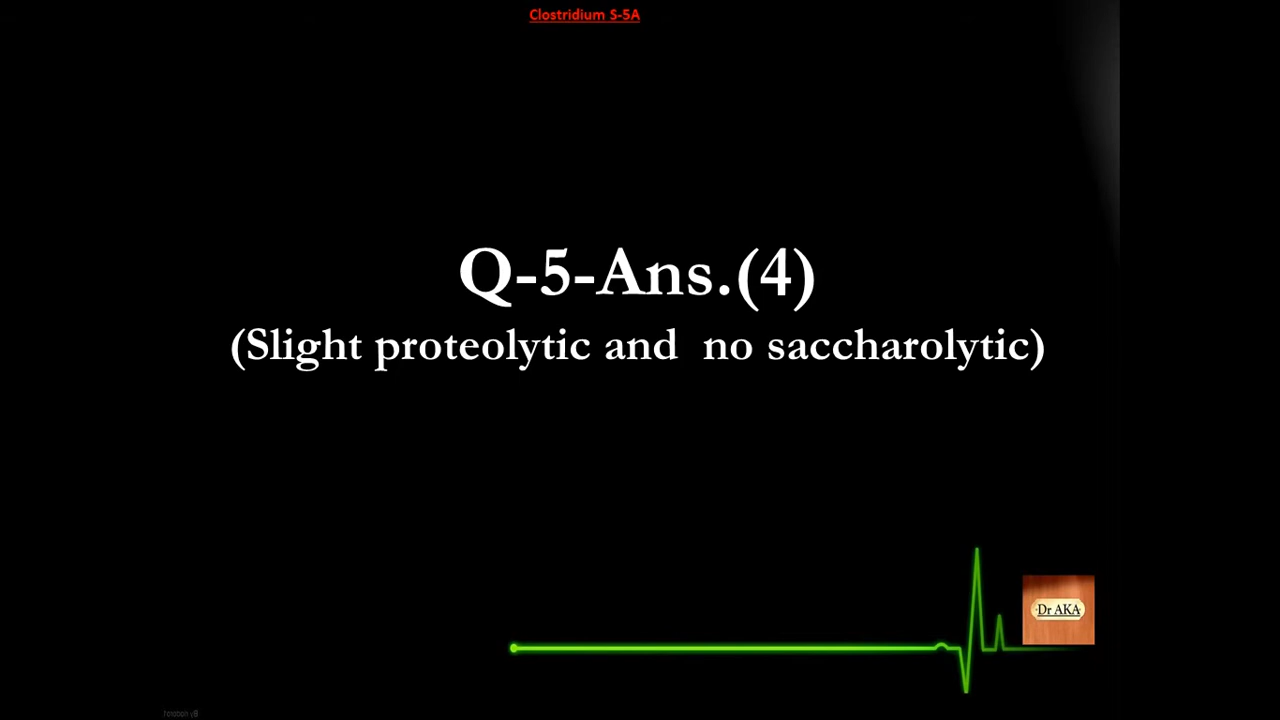 Clostridium S-5A
Q-5-Ans.(4)
(Slight proteolytic and no saccharolytic)
Dr AKA